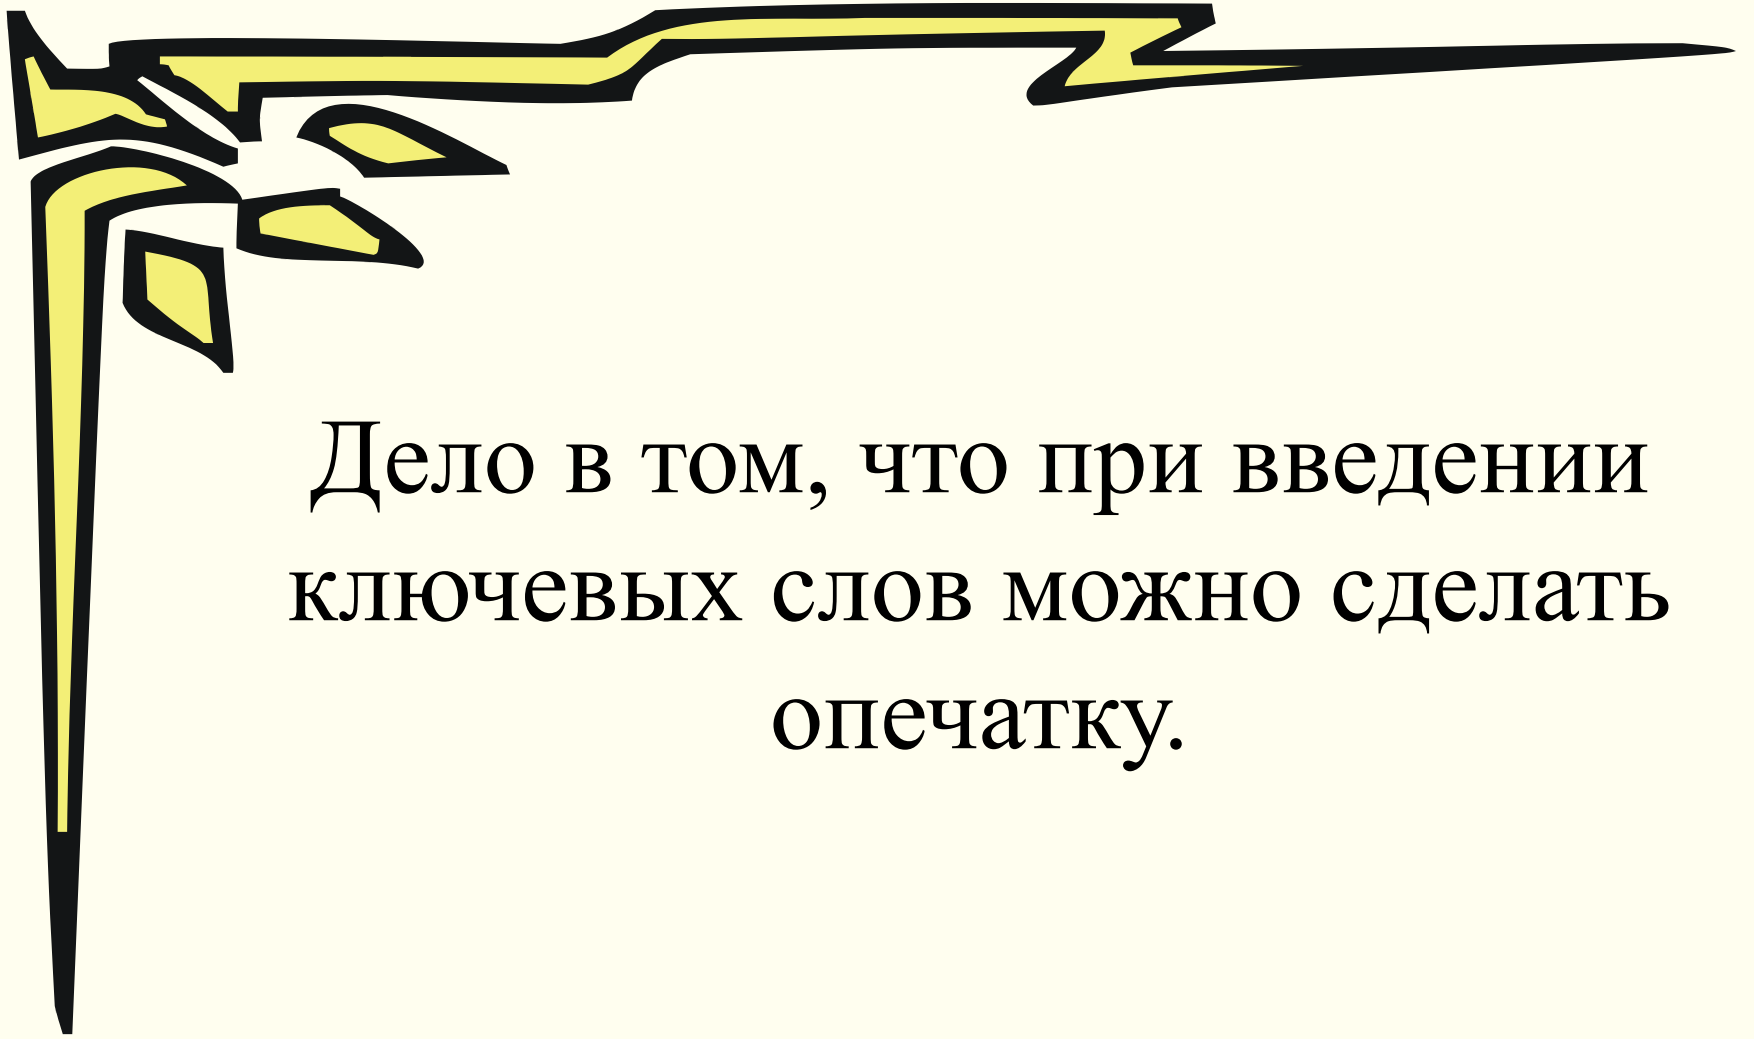 Дело в том, что при введении
ключевых слов можно сделать
опечатку.